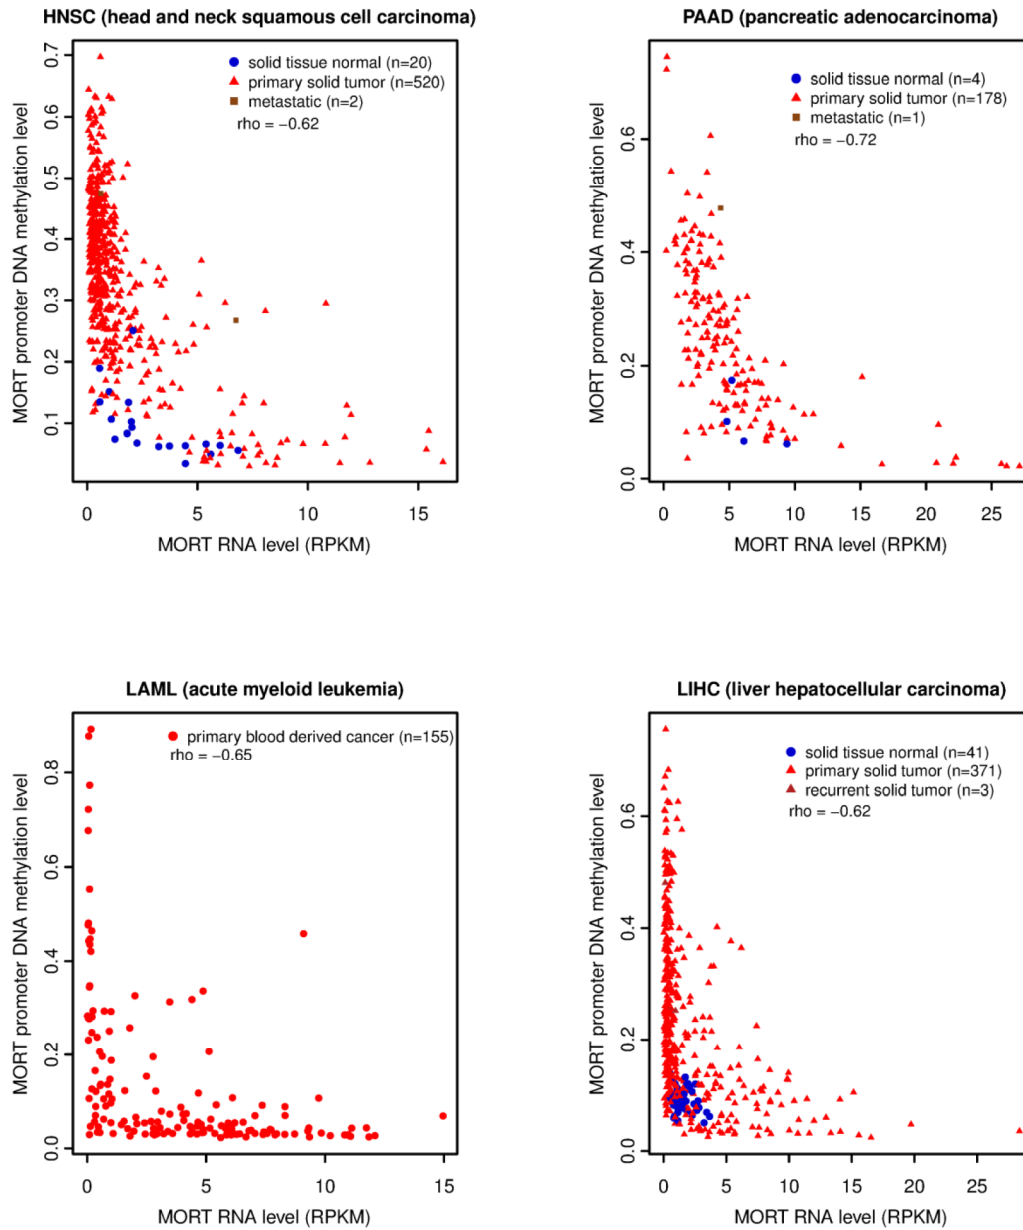 HNSC (head and neck squamous cell carcinoma)
solid tissue normal (n=20)
primary solid tumor (n=520)
metastatic (n=2)
rho = −0.62
MORT promoter DNA methylation level
0.7
0.6
0.5
0.4
0.3
0.2
0.1
0 5 10 15
MORT RNA level (RPKM)
PAAD (pancreatic adenocarcinoma)
solid tissue normal (n=4)
primary solid tumor (n=178)
metastatic (n=1)
rho = −0.72
MORT promoter DNA methylation level
0.6
0.4
0.2
0.0
0 5 10 15 20 25
MORT RNA level (RPKM)
LAML (acute myeloid leukemia)
primary blood derived cancer (n=155)
rho = −0.65
MORT promoter DNA methylation level
0.8
0.6
0.4
0.2
0.0
0 5 10 15
MORT RNA level (RPKM)
LIHC (liver hepatocellular carcinoma)
solid tissue normal (n=41)
primary solid tumor (n=371)
recurrent solid tumor (n=3)
rho = −0.62
MORT promoter DNA methylation level
0.6
0.4
0.2
0.0
0 5 10 15 20 25
MORT RNA level (RPKM)